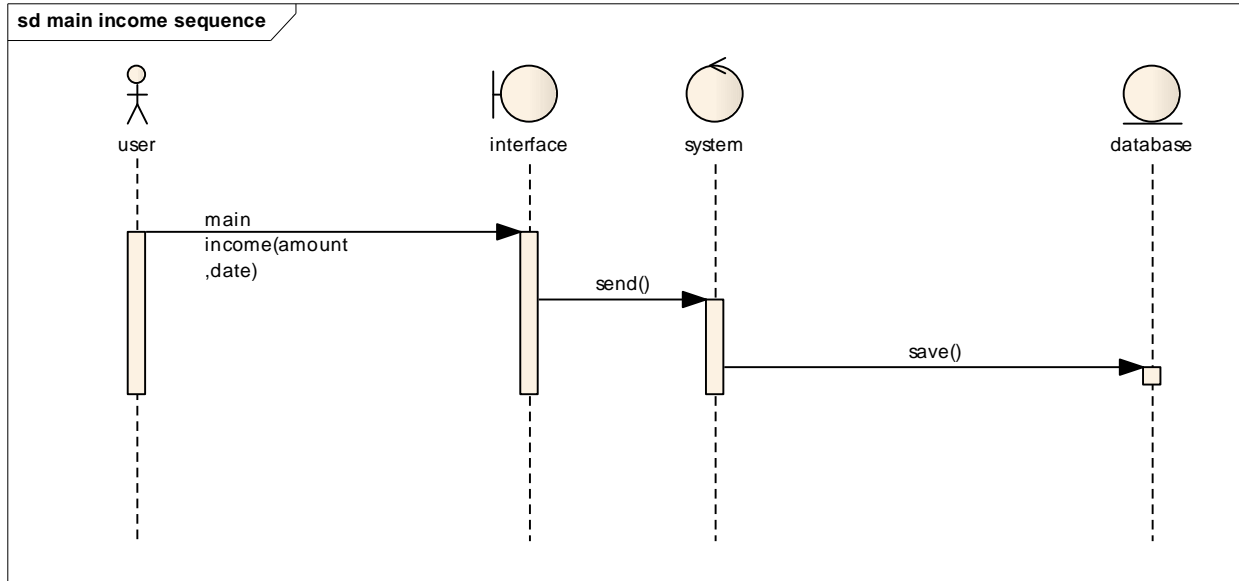 sd main income sequence
user
interface
system
database
main
income(amount
,date)
send()
save()